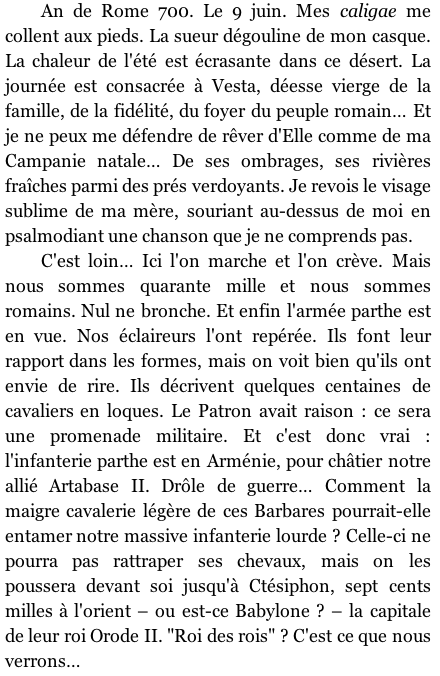 An de Rome 700. Le 9 juin. Mes caligae me
collent aux pieds. La sueur dégouline de mon casque.
La chaleur de l'été est écrasante dans ce désert. La
journée est consacrée à Vesta, déesse vierge de la
famille, de la fidélité, du foyer du peuple romain... Et
je ne peux me défendre de rêver d'Elle comme de ma
Campanie natale... De ses ombrages, ses rivières
fraîches parmi des prés verdoyants. Je revois le visage
sublime de ma mère, souriant au-dessus de moi en
psalmodiant une chanson que je ne comprends pas.
C'est loin... Ici l'on marche et l'on crève. Mais
nous sommes quarante mille et nous sommes
romains. Nul ne bronche. Et enfin l'armée parthe est
en vue. Nos éclaireurs l'ont repérée. Ils font leur
rapport dans les formes, mais on voit bien qu'ils ont
envie de rire. Ils décrivent quelques centaines de
cavaliers en loques. Le Patron avait raison : ce sera
une promenade militaire. Et c'est donc vrai :
l'infanterie parthe est en Arménie, pour châtier notre
allié Artabase II. Drôle de guerre... Comment la
maigre cavalerie légère de ces Barbares pourrait-elle
entamer notre massive infanterie lourde ? Celle-ci ne
pourra pas rattraper ses chevaux, mais on les
poussera devant soi jusqu'à Ctésiphon, sept cents
milles à l'orient – ou est-ce Babylone ? – la capitale
de leur roi Orode II. "Roi des rois" ? C'est ce que nous
verrons...